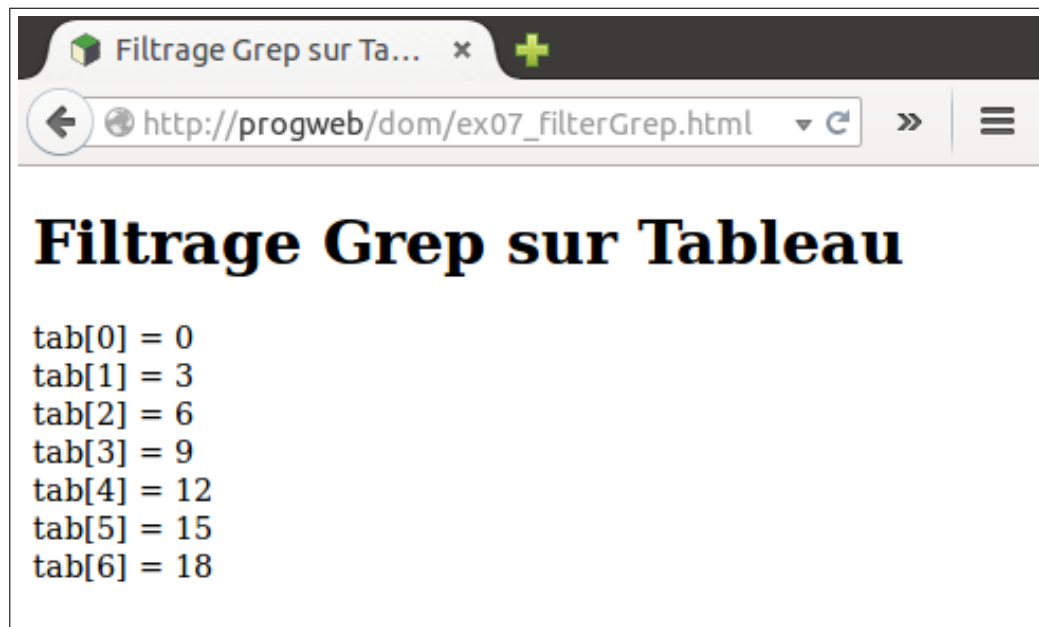 Filtrage Grep sur Ta...
http://progweb/dom/ex07_filterGrep.html
Filtrage Grep sur Tableau
tab[0] = 0
tab[1] = 3
tab[2] = 6
tab[3] = 9
tab[4] = 12
tab[5] = 15
tab[6] = 18